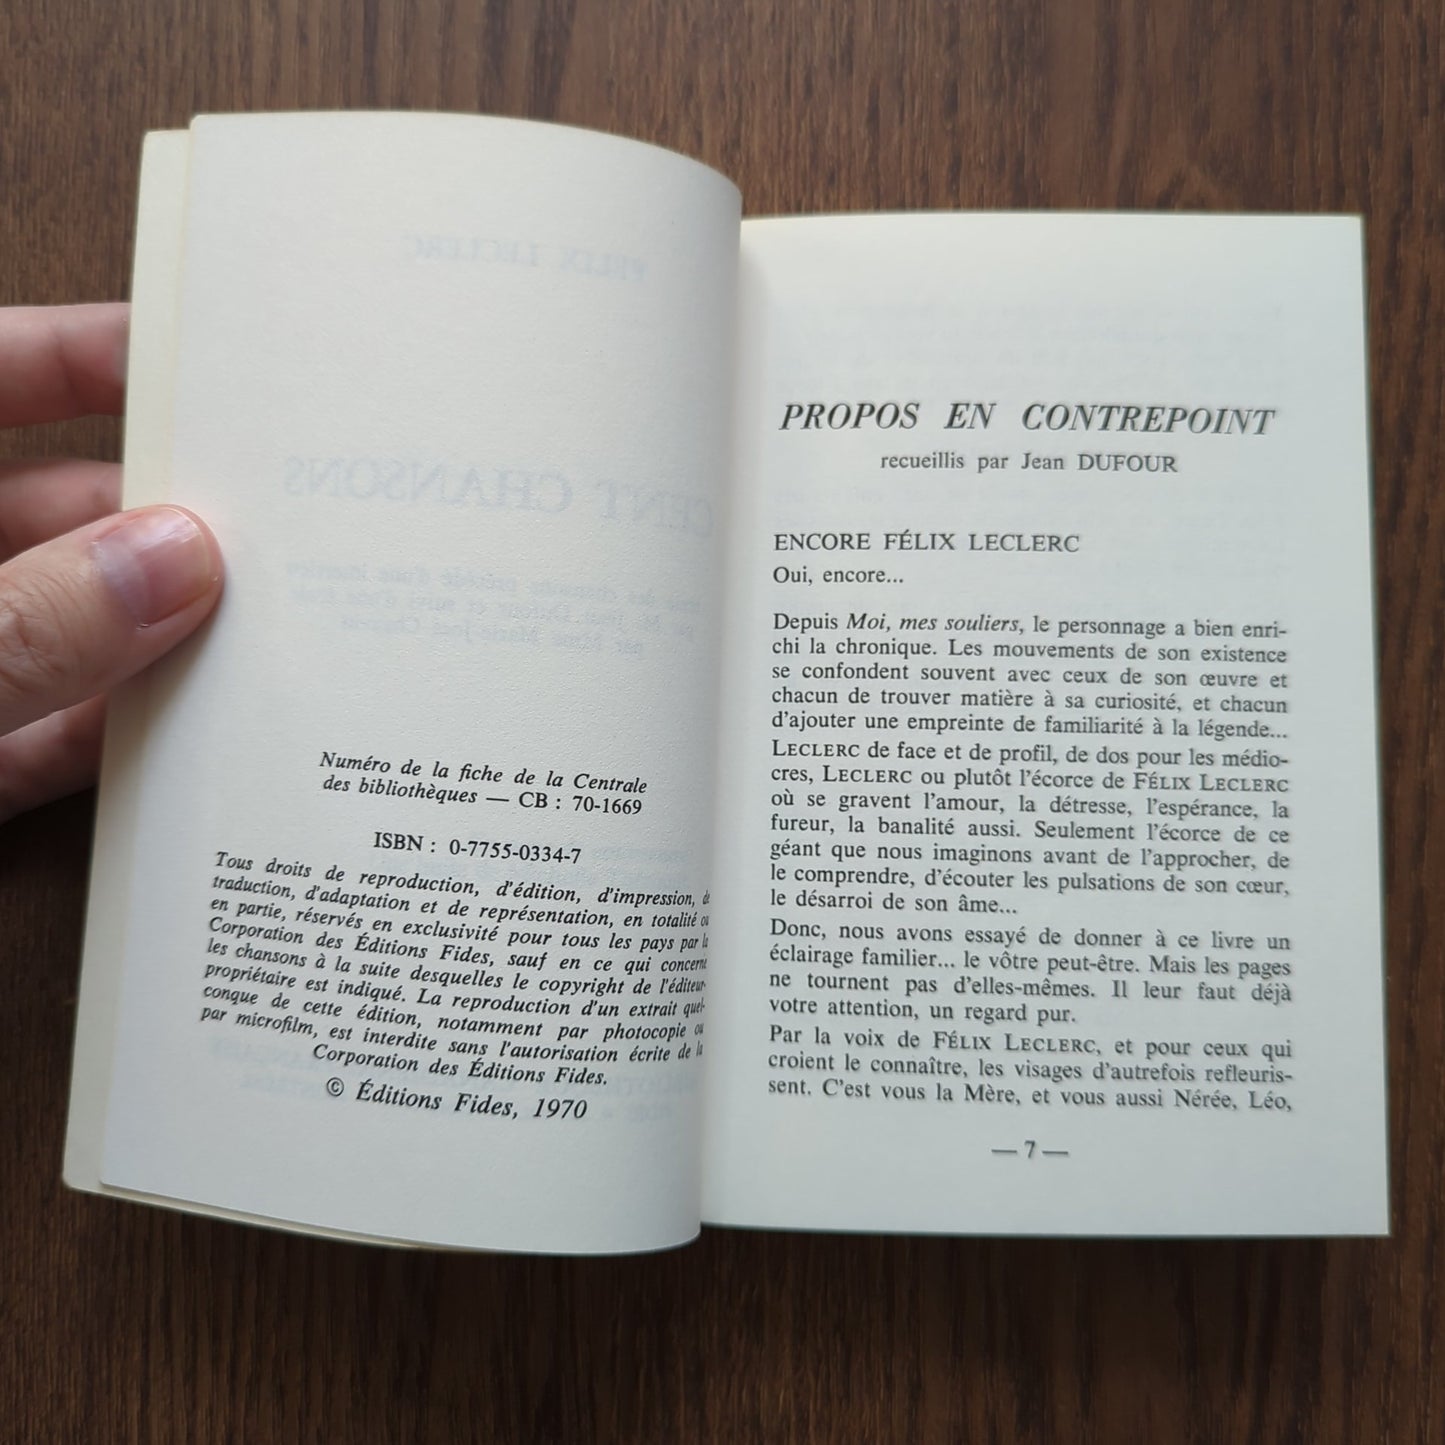 Numéro de la fiche de la Centrale
des bibliothèques — CB : 70-1669
ISBN : 0-7755-0334-7
Tous droits de reproduction, d'édition, d'impression, de
traduction, d'adaptation et de représentation, en totalité ou
en partie, réservés en exclusivité pour tous les pays par la
Corporation des Éditions Fides, sauf en ce qui concerne
les chansons à la suite desquelles le copyright de l'éditeur-
propriétaire est indiqué. La reproduction d'un extrait quel-
conque de cette édition, notamment par photocopie ou
par microfilm, est interdite sans l'autorisation écrite de la
Corporation des Éditions Fides.
© Éditions Fides, 1970
PROPOS EN CONTREPOINT
recueillis par Jean DUFOUR
ENCORE FÉLIX LECLERC
Oui, encore...
Depuis Moi, mes souliers, le personnage a bien enri-
chi la chronique. Les mouvements de son existence
se confondent souvent avec ceux de son œuvre et
chacun de trouver matière à sa curiosité, et chacun
d'ajouter une empreinte de familiarité à la légende...
LECLERC de face et de profil, de dos pour les médio-
cres, LECLERC ou plutôt l'écorce de FÉLIX LECLERC
où se gravent l'amour, la détresse, l'espérance, la
fureur, la banalité aussi. Seulement l'écorce de ce
géant que nous imaginons avant de l'approcher, de
le comprendre, d'écouter les pulsations de son cœur,
le désarroi de son âme...
Donc, nous avons essayé de donner à ce livre un
éclairage familier... le vôtre peut-être. Mais les pages
ne tournent pas d'elles-mêmes. Il leur faut déjà
votre attention, un regard pur.
Par la voix de FÉLIX LECLERC, et pour ceux qui
croient le connaître, les visages d'autrefois refleuris-
sent. C'est vous la Mère, et vous aussi Nérée, Léo,
— 7 —